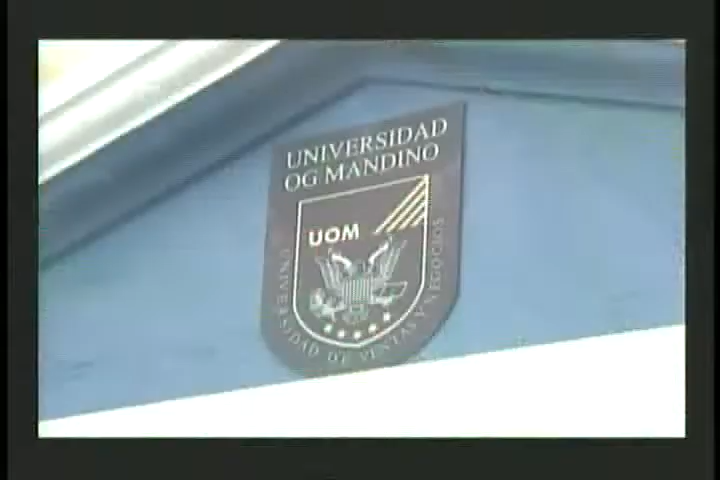 UNIVERSIDAD
OG MANDINO
UOM
UNIVERSIDAD DE VENTAS Y NEGOCIOS